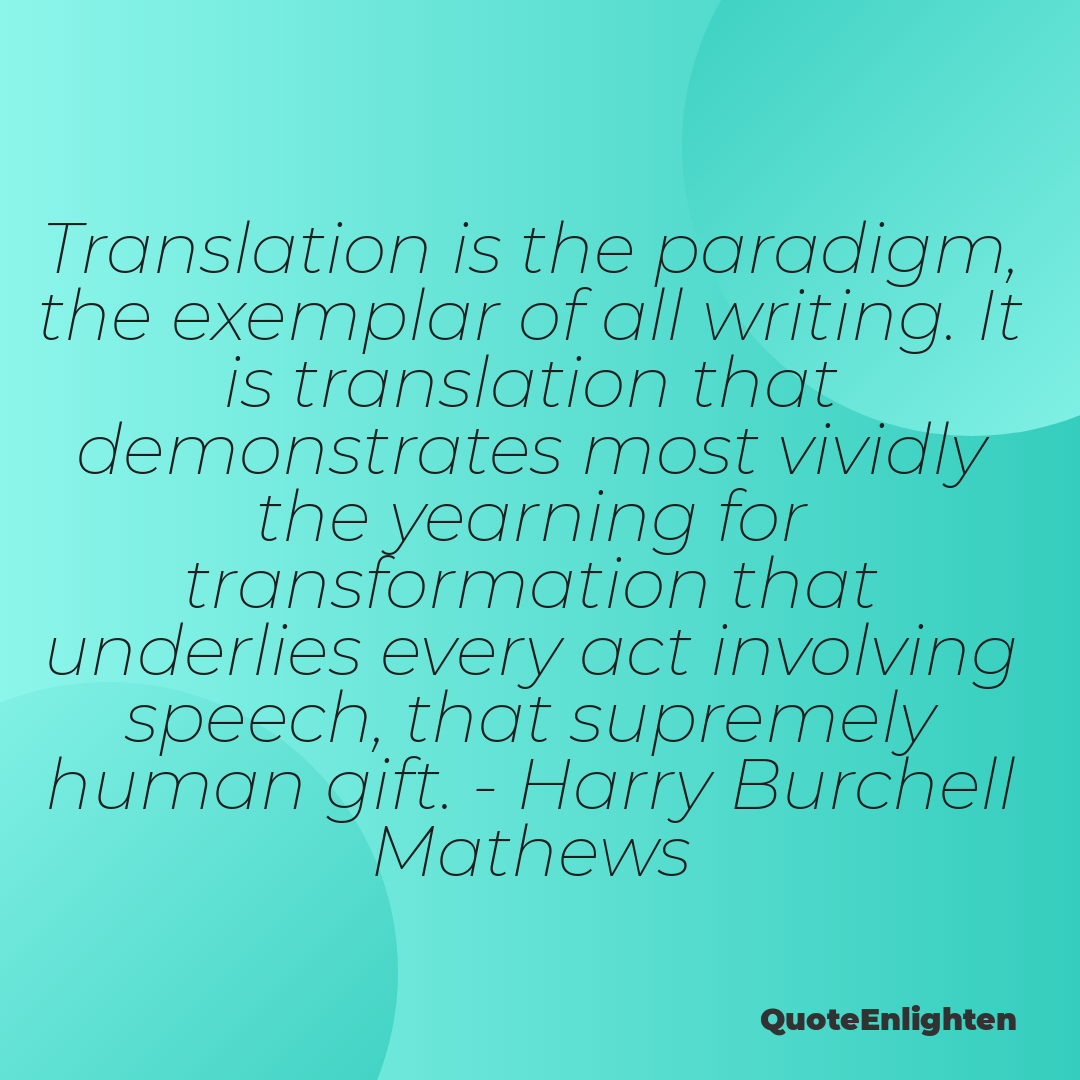 Translation is the paradigm,
the exemplar of all writing. It
is translation that
demonstrates most vividly
the yearning for
transformation that
underlies every act involving
speech, that supremely
human gift. - Harry Burchell
Mathews
QuoteEnlighten